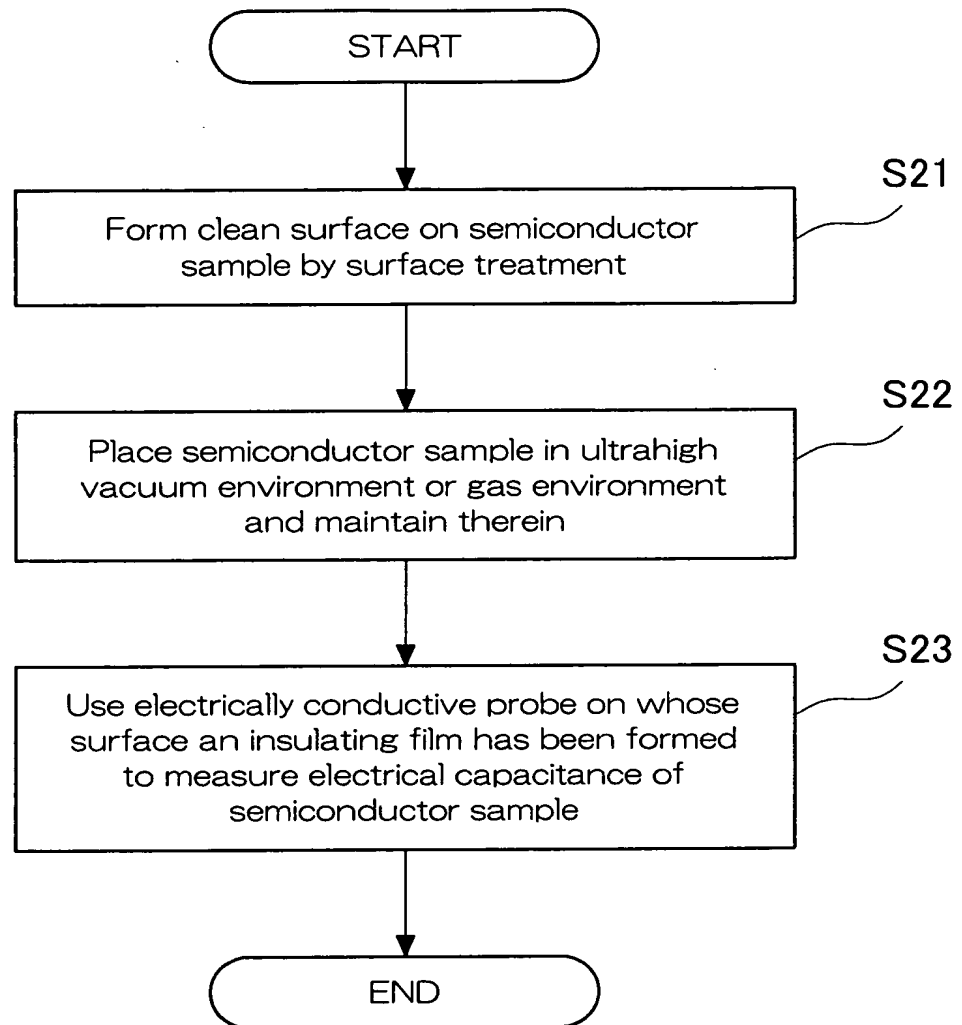 START
S21
Form clean surface on semiconductor
sample by surface treatment
S22
Place semiconductor sample in ultrahigh
vacuum environment or gas environment
and maintain therein
S23
Use electrically conductive probe on whose
surface an insulating film has been formed
to measure electrical capacitance of
semiconductor sample
END